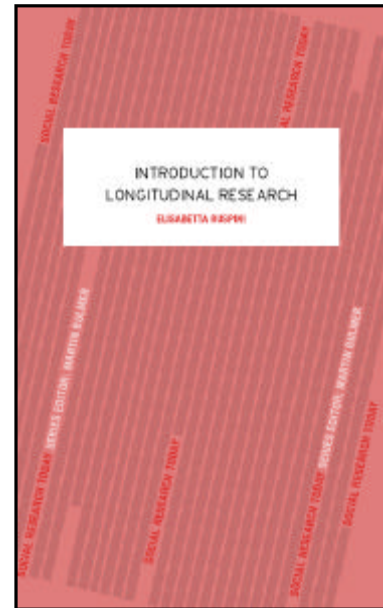 SOCIAL RESEARCH TODAY
AL RESEARCH TODAY
INTRODUCTION TO
LONGITUDINAL RESEARCH
ELISABETTA RUSPINI
SOCIAL RESEARCH TODAY SERIES EDITOR, MARTIN BULMER
SOCIAL RESEARCH TODAY
SOCIAL RESEARCH TODAY SERIES EDITOR, MARTIN BULMER
SOCIAL RESEARCH TODAY